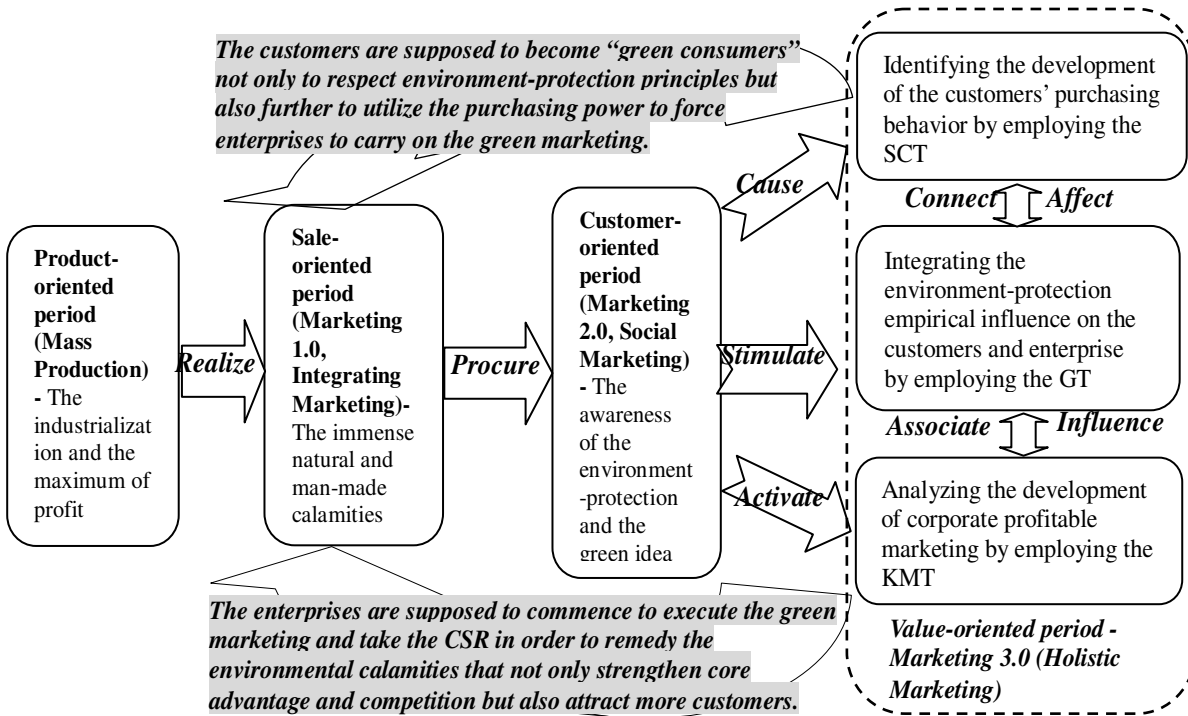 The customers are supposed to become “green consumers”
not only to respect environment-protection principles but
also further to utilize the purchasing power to force
enterprises to carry on the green marketing.
Product-
oriented
period
(Mass
Production)
- The
industrializat
ion and the
maximum of
profit
Realize
Sale-
oriented
period
(Marketing
1.0,
Integrating
Marketing)-
The immense
natural and
man-made
calamities
Procure
Customer-
oriented
period
(Marketing
2.0, Social
Marketing)
- The
awareness
of the
environment
-protection
and the
green idea
Cause
Stimulate
Activate
Identifying the development
of the customers’ purchasing
behavior by employing the
SCT
Connect Affect
Integrating the
environment-protection
empirical influence on the
customers and enterprise
by employing the GT
Associate Influence
Analyzing the development
of corporate profitable
marketing by employing the
KMT
Value-oriented period -
Marketing 3.0 (Holistic
Marketing)
The enterprises are supposed to commence to execute the green
marketing and take the CSR in order to remedy the
environmental calamities that not only strengthen core
advantage and competition but also attract more customers.